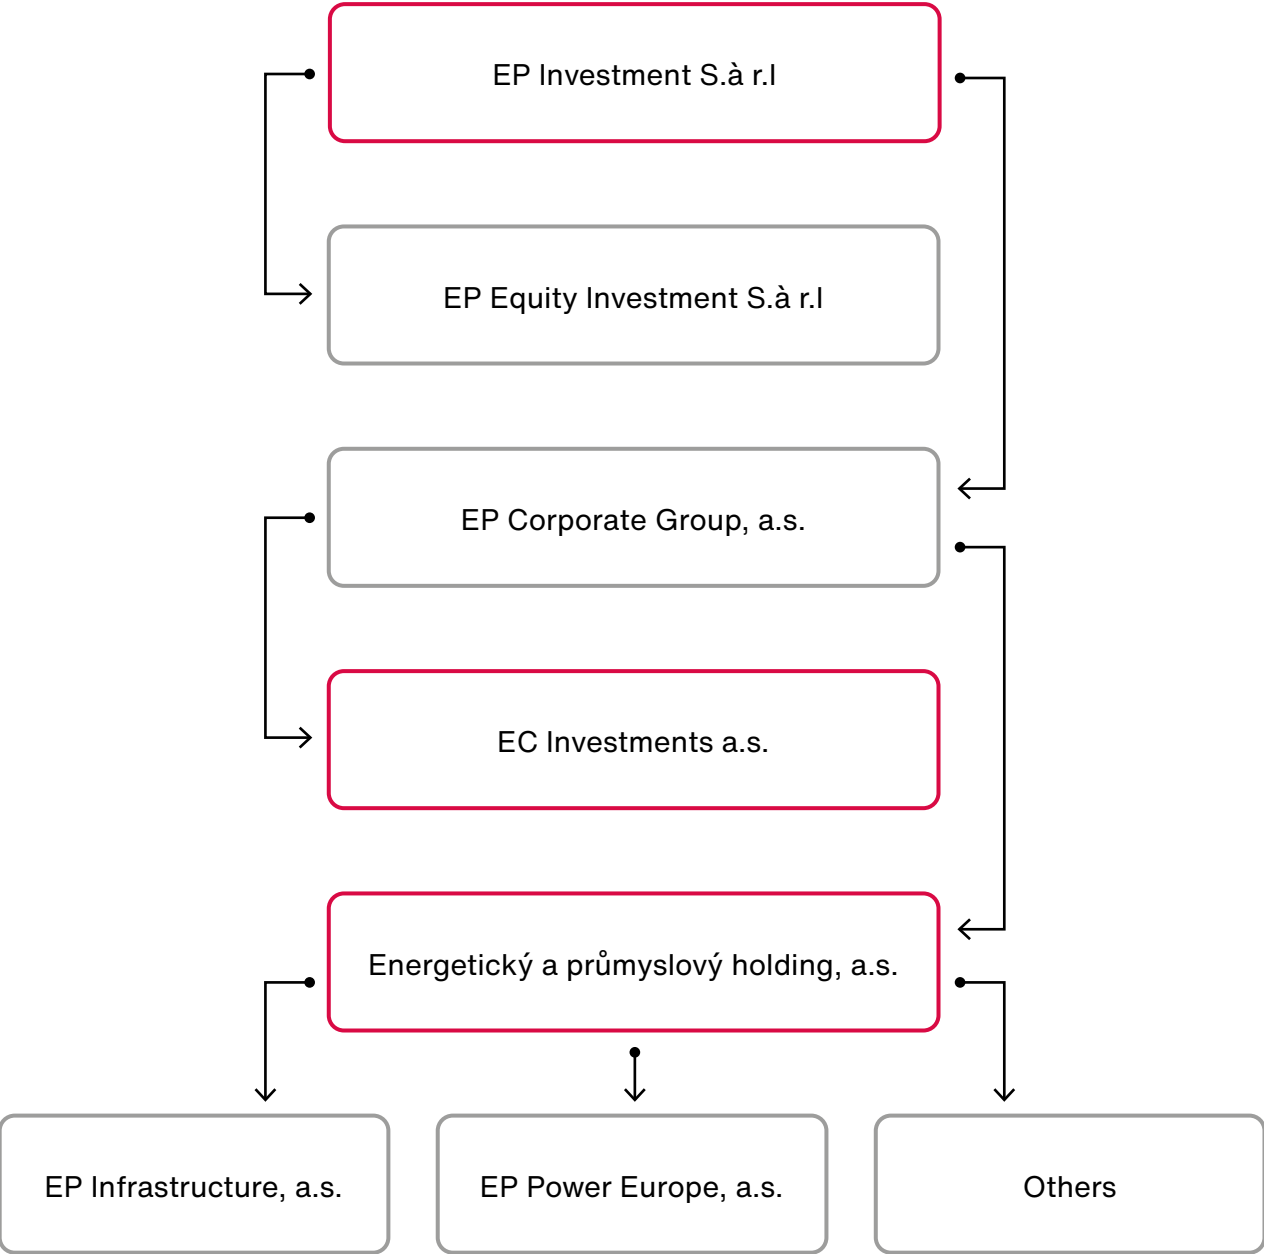 EP Investment S.à r.l
EP Equity Investment S.à r.l
EP Corporate Group, a.s.
EC Investments a.s.
Energetický a průmyslový holding, a.s.
EP Infrastructure, a.s.
EP Power Europe, a.s.
Others